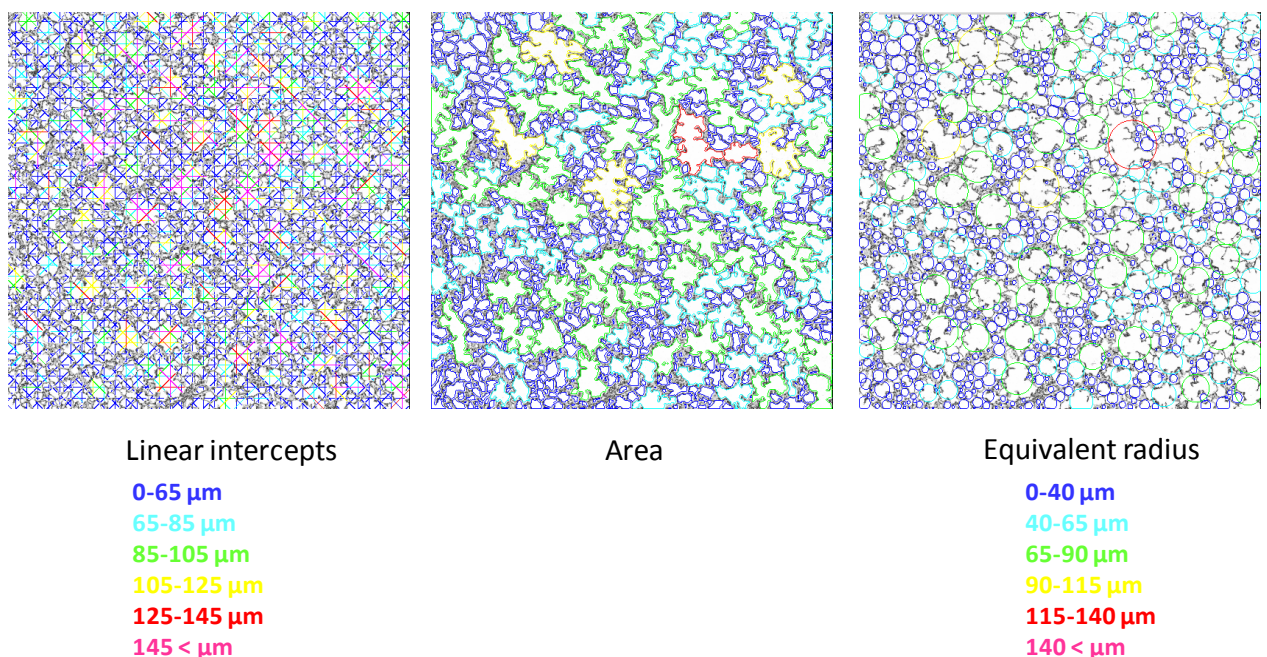 Linear intercepts
0-65 µm
65-85 µm
85-105 µm
105-125 µm
125-145 µm
145 < µm
Area
Equivalent radius
0-40 µm
40-65 µm
65-90 µm
90-115 µm
115-140 µm
140 < µm